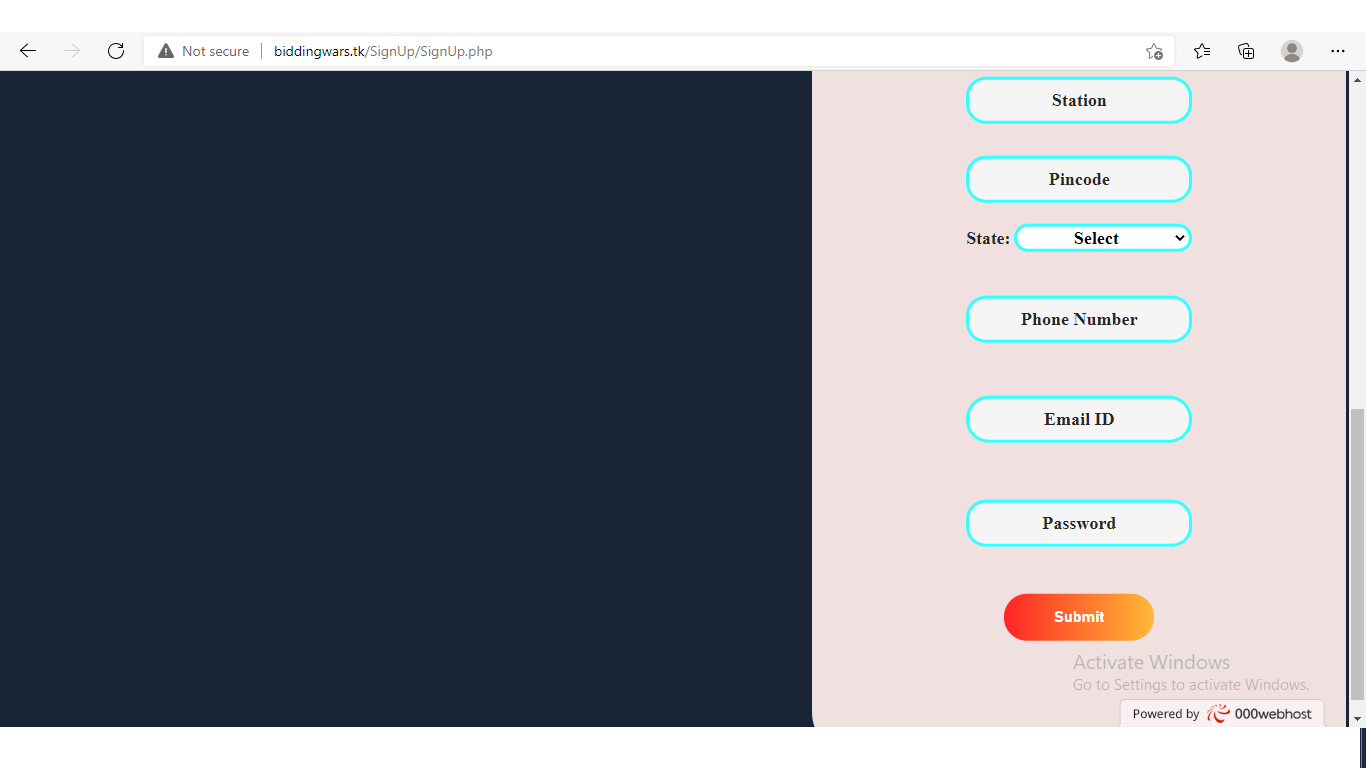 Not secure biddingwars.tk/SignUp/SignUp.php
Station
Pincode
State: Select
Phone Number
Email ID
Password
Submit
Activate Windows
Go to Settings to activate Windows.
Powered by 000webhost